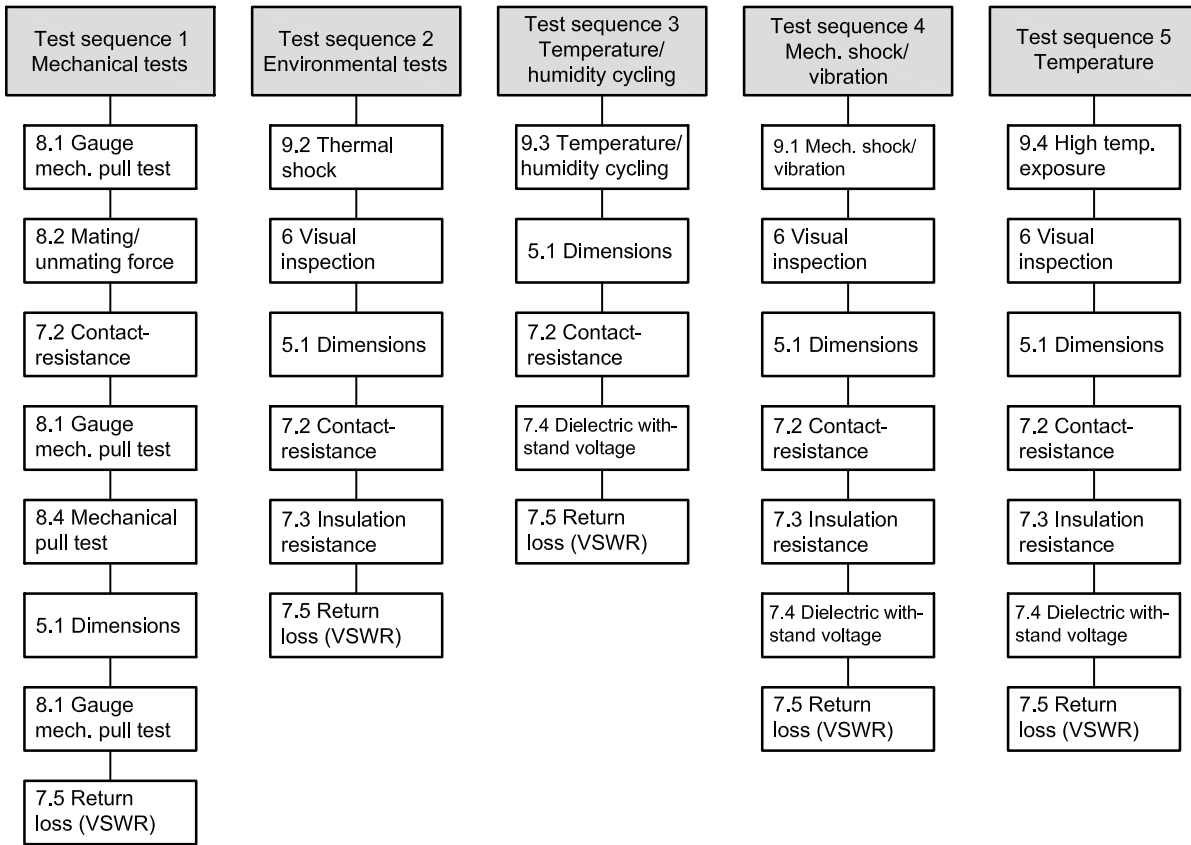 Test sequence 1
Mechanical tests
8.1 Gauge
mech. pull test
8.2 Mating/
unmating force
7.2 Contact-
resistance
8.1 Gauge
mech. pull test
8.4 Mechanical
pull test
5.1 Dimensions
8.1 Gauge
mech. pull test
7.5 Return
loss (VSWR)
Test sequence 2
Environmental tests
9.2 Thermal
shock
6 Visual
inspection
5.1 Dimensions
7.2 Contact-
resistance
7.3 Insulation
resistance
7.5 Return
loss (VSWR)
Test sequence 3
Temperature/
humidity cycling
9.3 Temperature/
humidity cycling
5.1 Dimensions
7.2 Contact-
resistance
7.4 Dielectric with-
stand voltage
7.5 Return
loss (VSWR)
Test sequence 4
Mech. shock/
vibration
9.1 Mech. shock/
vibration
6 Visual
inspection
5.1 Dimensions
7.2 Contact-
resistance
7.3 Insulation
resistance
7.4 Dielectric with-
stand voltage
7.5 Return
loss (VSWR)
Test sequence 5
Temperature
9.4 High temp.
exposure
6 Visual
inspection
5.1 Dimensions
7.2 Contact-
resistance
7.3 Insulation
resistance
7.4 Dielectric with-
stand voltage
7.5 Return
loss (VSWR)